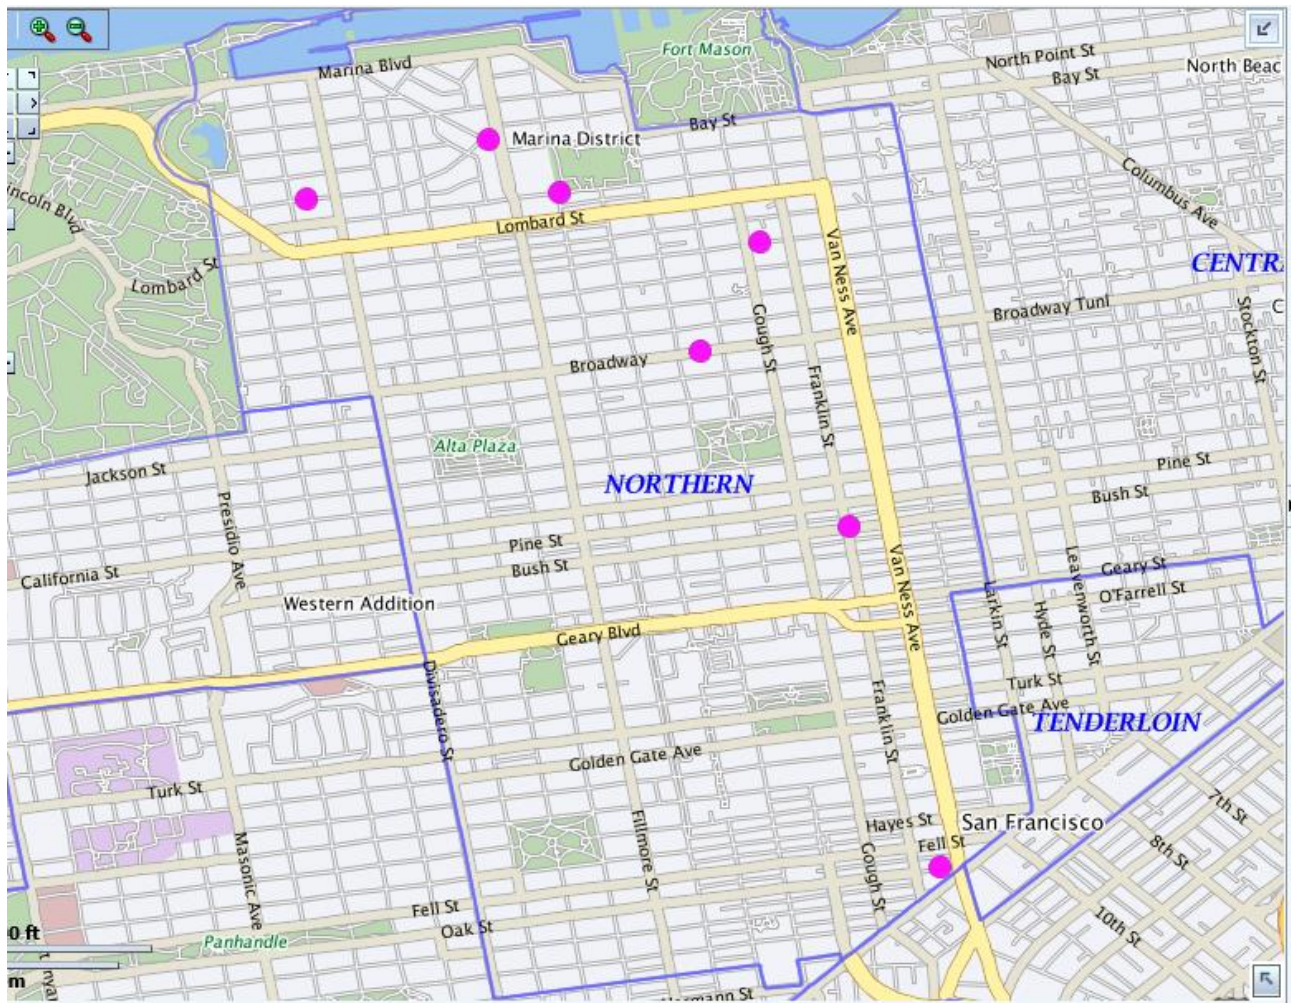 Fort Mason
North Point St
Bay St
North Beac
Marina Blvd
Bay St
Marina District
Columbus Ave
incoln Blvd
Lombard St
Lombard St
Van Ness Ave
CENTR
C
Stockton St
Broadway Tunl
Gough St
Broadway
Franklin St
Alta Plaza
Jackson St
NORTHERN
Pine St
Bush St
Presidio Ave
Pine St
Bush St
California St
Western Addition
Van Ness Ave
Leavenworth St
Geary St
O'Farrell St
Larkin St
Hyde St
Geary Blvd
Divisadero St
Turk St
Franklin St
Golden Gate Ave
TENDERLOIN
Golden Gate Ave
Turk St
7th St
Fillmore St
Hayes St
San Francisco
Fell St
8th St
Masonic Ave
Gough St
Fell St
Oak St
10th St
0 ft
Panhandle
m
nya